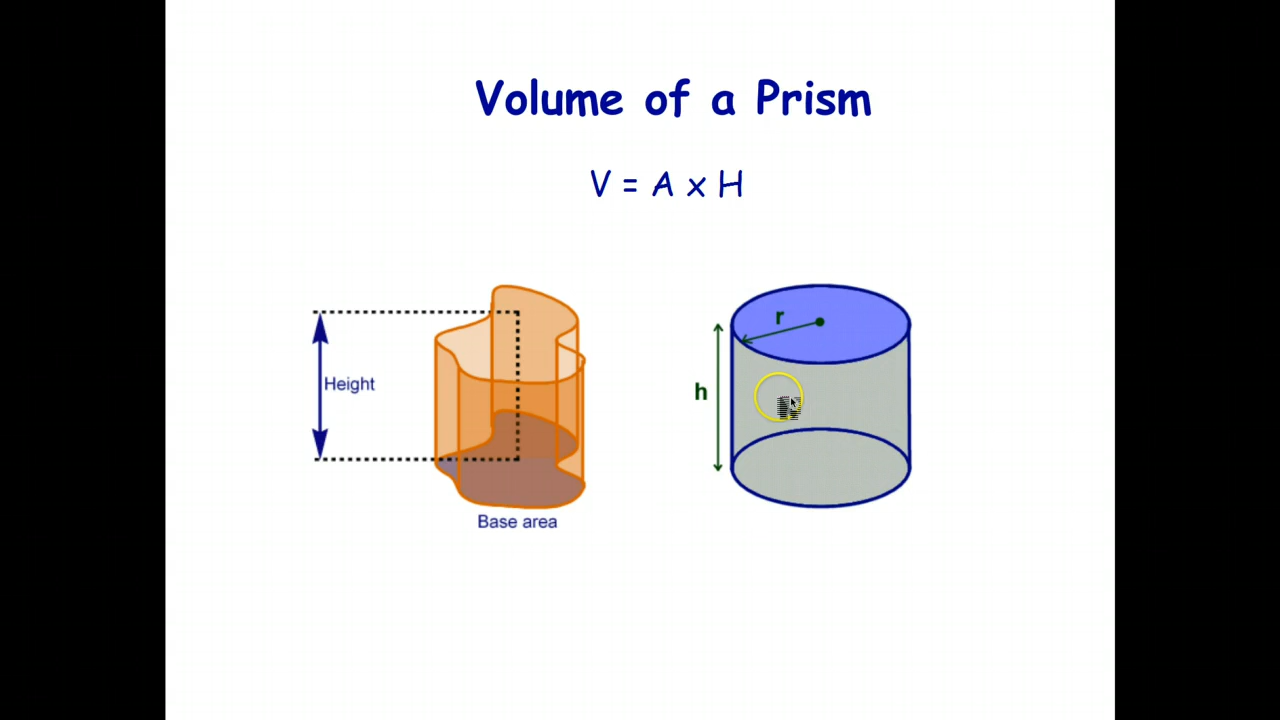 Volume of a Prism
V = A x H
Height
Base area
r
h